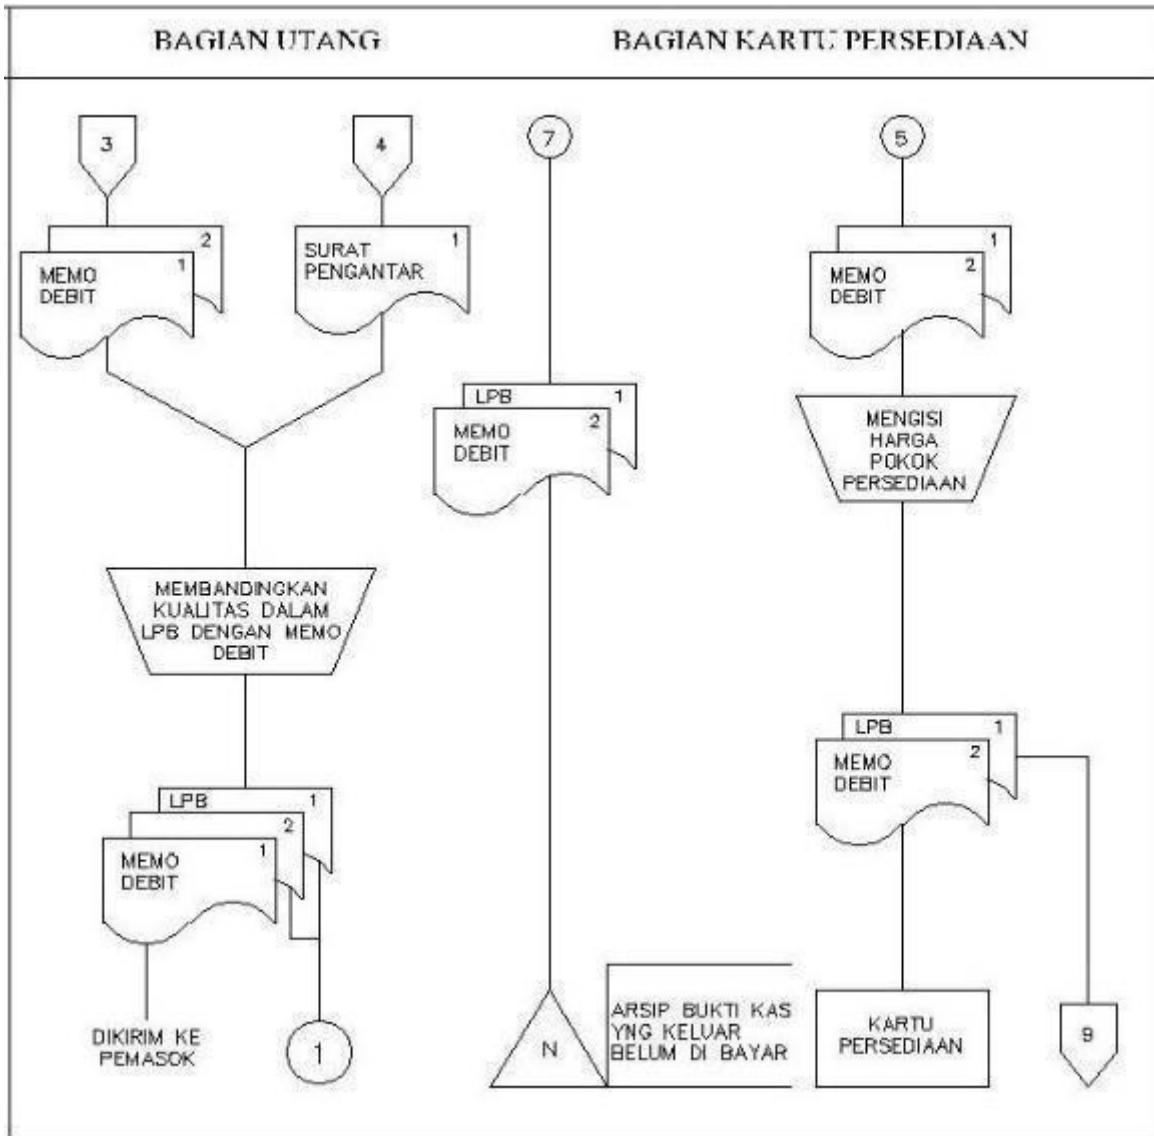 BAGIAN UTANG
BAGIAN KARTU PERSEDIAAN
3
4
7
5
2
1
MEMO
DEBIT
1
SURAT
PENGANTAR
1
2
MEMO
DEBIT
LPB 1
2
MEMO
DEBIT
MENGISI
HARGA
POKOK
PERSEDIAAN
MEMBANDINGKAN
KUALITAS DALAM
LPB DENGAN MEMO
DEBIT
LPB 1
2
MEMO
DEBIT
LPB 1
2
1
MEMO
DEBIT
DIKIRIM KE
PEMASOK
1
N
ARSIP BUKTI KAS
YNG KELUAR
BELUM DI BAYAR
KARTU
PERSEDIAAN
9